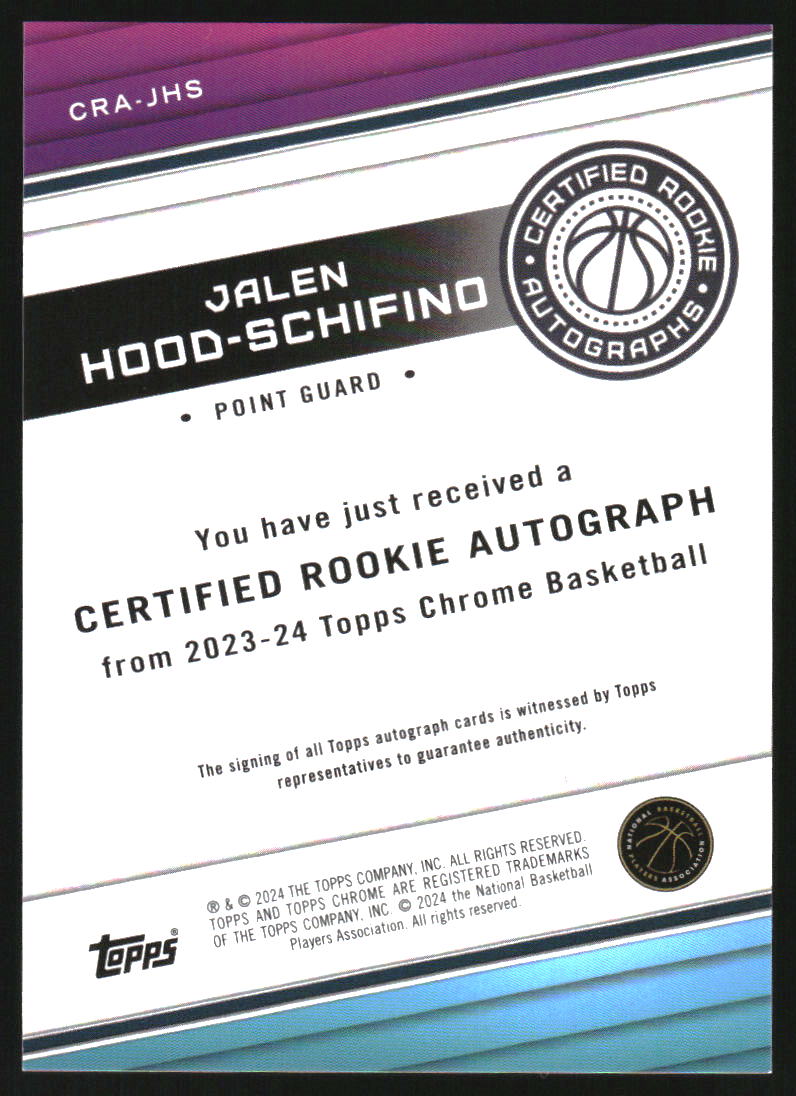 CRA-JHS
CERTIFIED ROOKIE
• AUTOGRAPHS •
JALEN
HOOD-SCHIFINO
• POINT GUARD •
You have just received a
CERTIFIED ROOKIE AUTOGRAPH
from 2023-24 Topps Chrome Basketball
The signing of all Topps autograph cards is witnessed by Topps
representatives to guarantee authenticity.
NATIONAL BASKETBALL
PLAYERS ASSOCIATION
topps®
® & © 2024 THE TOPPS COMPANY, INC. ALL RIGHTS RESERVED.
TOPPS AND TOPPS CHROME ARE REGISTERED TRADEMARKS
OF THE TOPPS COMPANY, INC. © 2024 the National Basketball
Players Association. All rights reserved.